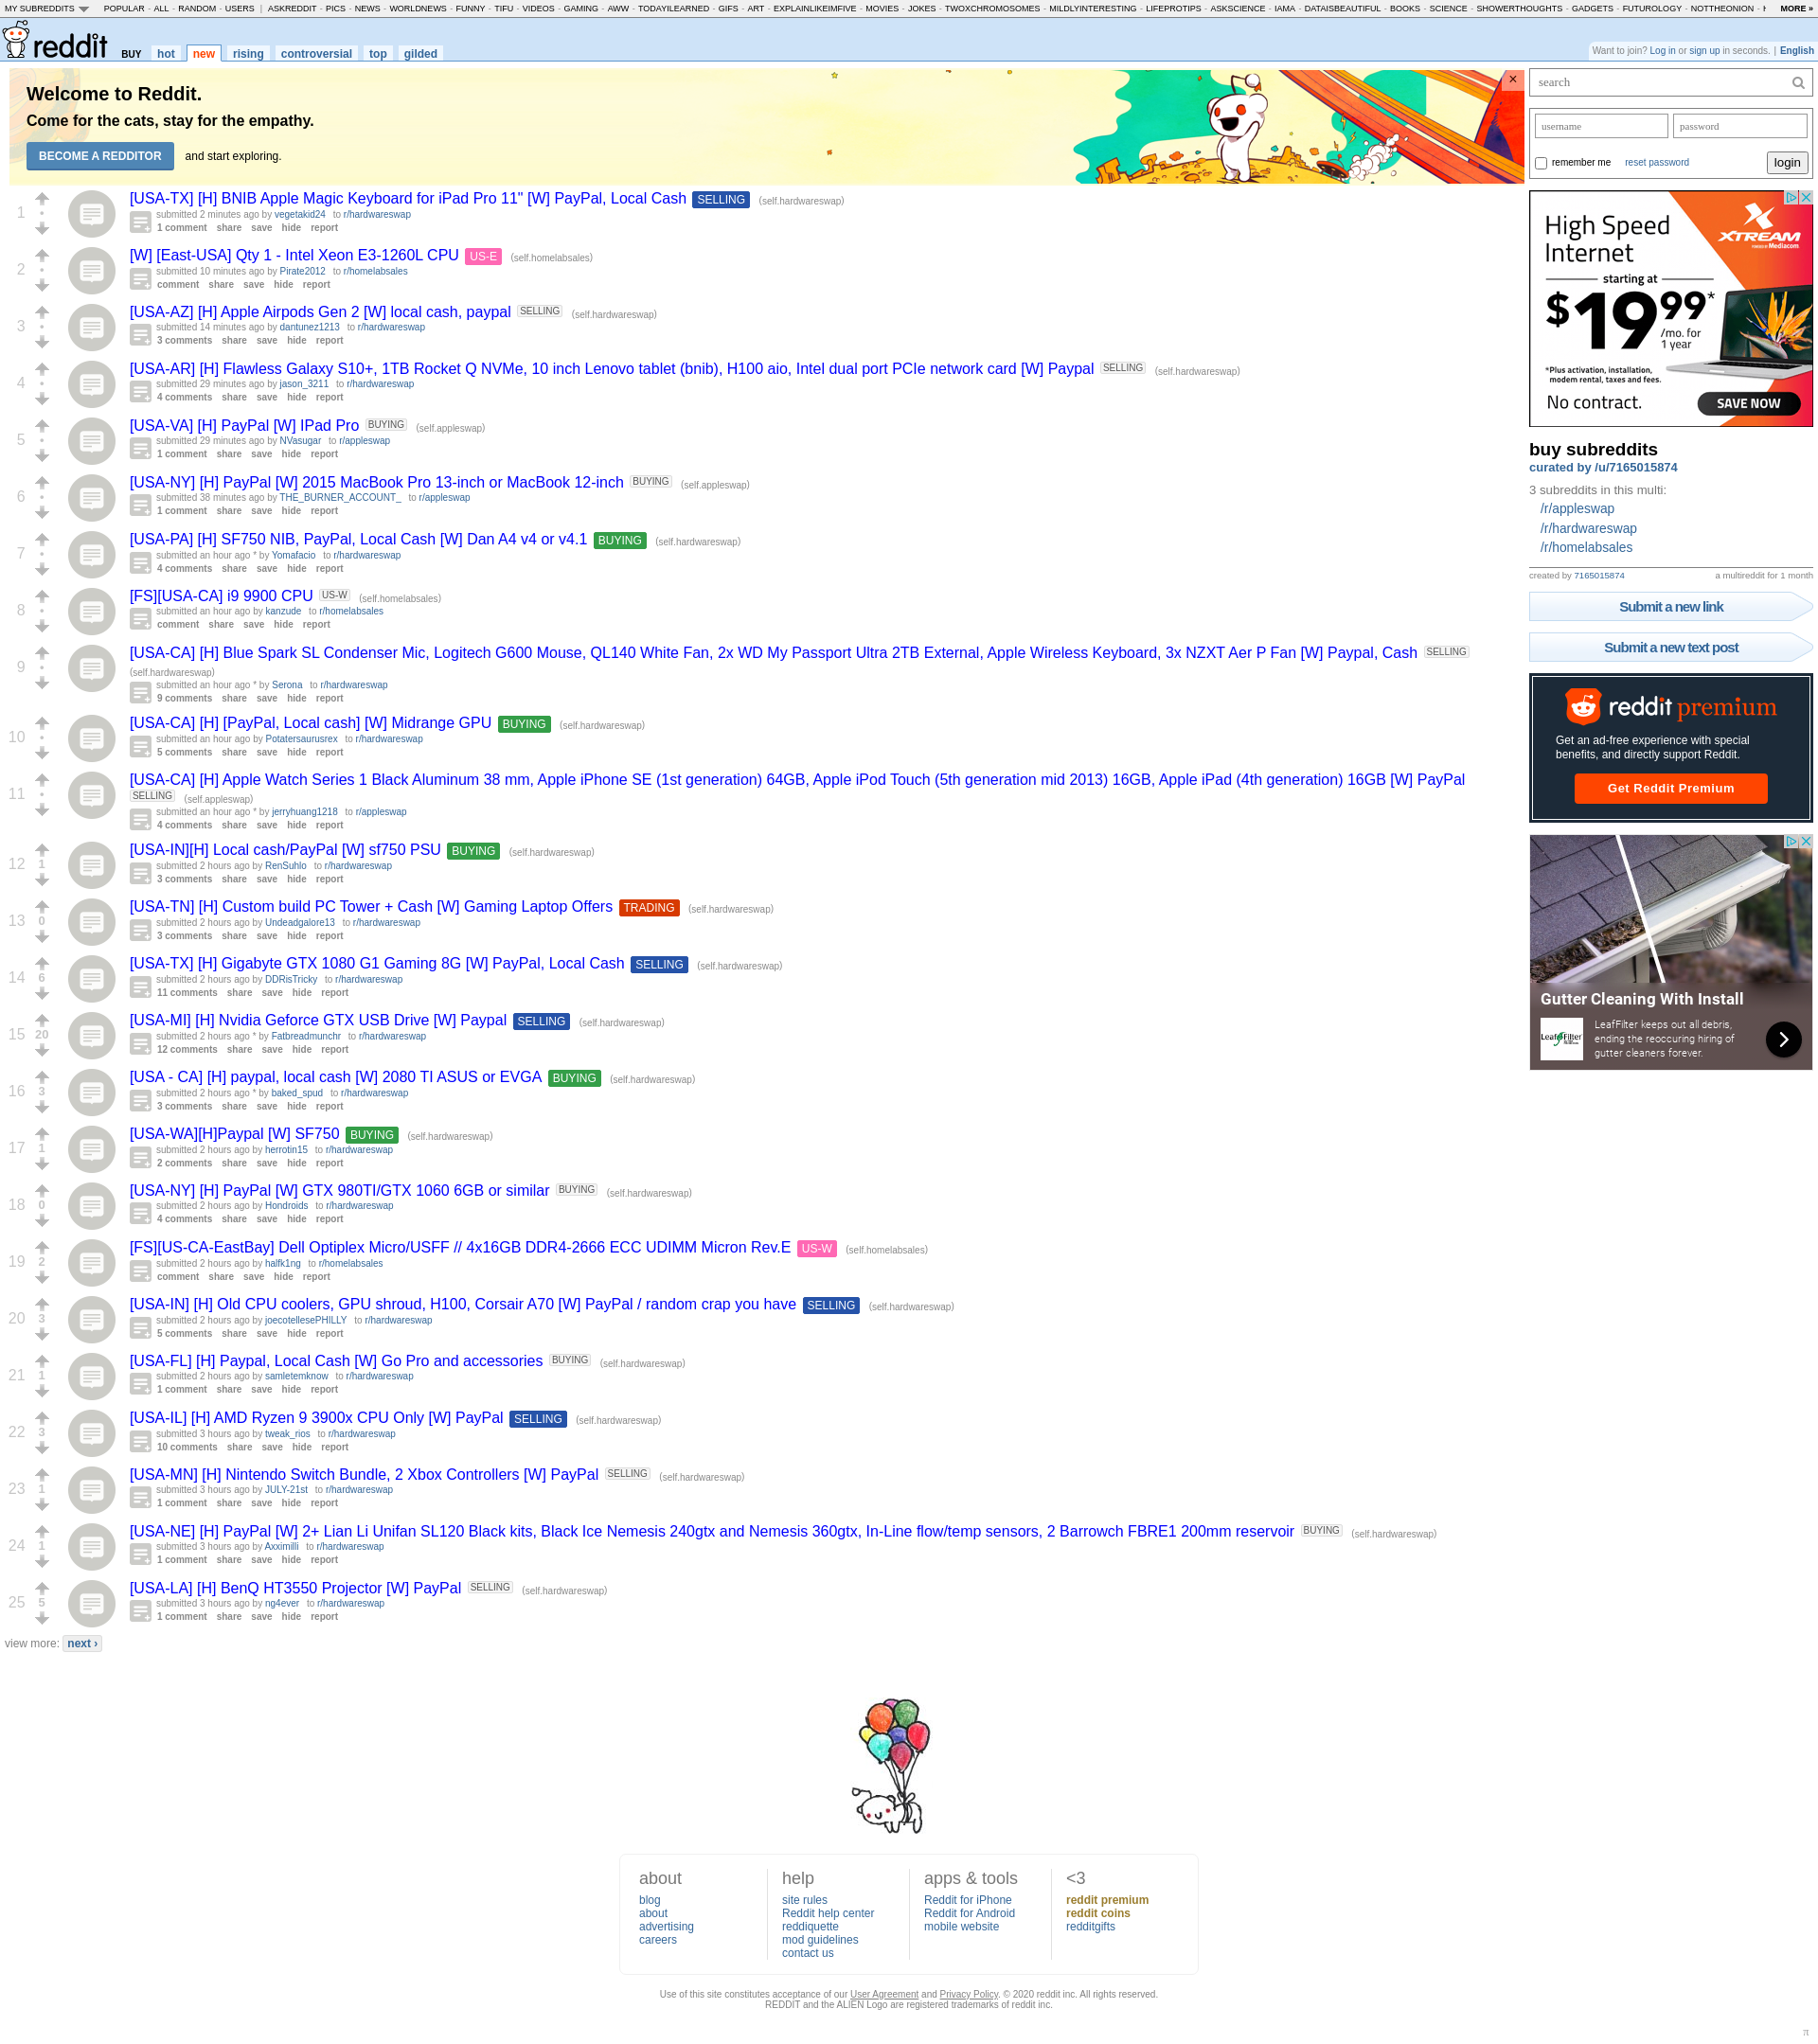 MY SUBREDDITS POPULAR - ALL - RANDOM - USERS | ASKREDDIT - PICS - NEWS - WORLDNEWS - FUNNY - TIFU - VIDEOS - GAMING - AWW - TODAYILEARNED - GIFS - ART - EXPLAINLIKEIMFIVE - MOVIES - JOKES - TWOXCHROMOSOMES - MILDLYINTERESTING - LIFEPROTIPS - ASKSCIENCE - IAMA - DATAISBEAUTIFUL - BOOKS - SCIENCE - SHOWERTHOUGHTS - GADGETS - FUTUROLOGY - NOTTHEONION - MORE »
reddit BUY hot new rising controversial top gilded
Want to join? Log in or sign up in seconds. | English
Welcome to Reddit.
Come for the cats, stay for the empathy.
BECOME A REDDITOR and start exploring.
1
[USA-TX] [H] BNIB Apple Magic Keyboard for iPad Pro 11" [W] PayPal, Local Cash SELLING (self.hardwareswap)
submitted 2 minutes ago by vegetakid24 to r/hardwareswap
1 comment share save hide report
2
[W] [East-USA] Qty 1 - Intel Xeon E3-1260L CPU US-E (self.homelabsales)
submitted 10 minutes ago by Pirate2012 to r/homelabsales
comment share save hide report
3
[USA-AZ] [H] Apple Airpods Gen 2 [W] local cash, paypal SELLING (self.hardwareswap)
submitted 14 minutes ago by dantunez1213 to r/hardwareswap
3 comments share save hide report
4
[USA-AR] [H] Flawless Galaxy S10+, 1TB Rocket Q NVMe, 10 inch Lenovo tablet (bnib), H100 aio, Intel dual port PCIe network card [W] Paypal SELLING (self.hardwareswap)
submitted 29 minutes ago by jason_3211 to r/hardwareswap
4 comments share save hide report
5
[USA-VA] [H] PayPal [W] IPad Pro BUYING (self.appleswap)
submitted 29 minutes ago by NVasugar to r/appleswap
1 comment share save hide report
6
[USA-NY] [H] PayPal [W] 2015 MacBook Pro 13-inch or MacBook 12-inch BUYING (self.appleswap)
submitted 38 minutes ago by THE_BURNER_ACCOUNT_ to r/appleswap
1 comment share save hide report
7
[USA-PA] [H] SF750 NIB, PayPal, Local Cash [W] Dan A4 v4 or v4.1 BUYING (self.hardwareswap)
submitted an hour ago * by Yomafacio to r/hardwareswap
4 comments share save hide report
8
[FS][USA-CA] i9 9900 CPU US-W (self.homelabsales)
submitted an hour ago by kanzude to r/homelabsales
comment share save hide report
9
[USA-CA] [H] Blue Spark SL Condenser Mic, Logitech G600 Mouse, QL140 White Fan, 2x WD My Passport Ultra 2TB External, Apple Wireless Keyboard, 3x NZXT Aer P Fan [W] Paypal, Cash SELLING
(self.hardwareswap)
submitted an hour ago * by Serona to r/hardwareswap
9 comments share save hide report
10
[USA-CA] [H] [PayPal, Local cash] [W] Midrange GPU BUYING (self.hardwareswap)
submitted an hour ago by Potatersaurusrex to r/hardwareswap
5 comments share save hide report
11
[USA-CA] [H] Apple Watch Series 1 Black Aluminum 38 mm, Apple iPhone SE (1st generation) 64GB, Apple iPod Touch (5th generation mid 2013) 16GB, Apple iPad (4th generation) 16GB [W] PayPal
SELLING (self.appleswap)
submitted an hour ago * by jerryhuang1218 to r/appleswap
4 comments share save hide report
12 1
[USA-IN][H] Local cash/PayPal [W] sf750 PSU BUYING (self.hardwareswap)
submitted 2 hours ago by RenSuhlo to r/hardwareswap
3 comments share save hide report
13 0
[USA-TN] [H] Custom build PC Tower + Cash [W] Gaming Laptop Offers TRADING (self.hardwareswap)
submitted 2 hours ago by Undeadgalore13 to r/hardwareswap
3 comments share save hide report
14 6
[USA-TX] [H] Gigabyte GTX 1080 G1 Gaming 8G [W] PayPal, Local Cash SELLING (self.hardwareswap)
submitted 2 hours ago by DDRisTricky to r/hardwareswap
11 comments share save hide report
15 20
[USA-MI] [H] Nvidia Geforce GTX USB Drive [W] Paypal SELLING (self.hardwareswap)
submitted 2 hours ago * by Fatbreadmunchr to r/hardwareswap
12 comments share save hide report
16 3
[USA - CA] [H] paypal, local cash [W] 2080 TI ASUS or EVGA BUYING (self.hardwareswap)
submitted 2 hours ago * by baked_spud to r/hardwareswap
3 comments share save hide report
17 1
[USA-WA][H]Paypal [W] SF750 BUYING (self.hardwareswap)
submitted 2 hours ago by herrotin15 to r/hardwareswap
2 comments share save hide report
18 0
[USA-NY] [H] PayPal [W] GTX 980TI/GTX 1060 6GB or similar BUYING (self.hardwareswap)
submitted 2 hours ago by Hondroids to r/hardwareswap
4 comments share save hide report
19 2
[FS][US-CA-EastBay] Dell Optiplex Micro/USFF // 4x16GB DDR4-2666 ECC UDIMM Micron Rev.E US-W (self.homelabsales)
submitted 2 hours ago by halfk1ng to r/homelabsales
comment share save hide report
20 3
[USA-IN] [H] Old CPU coolers, GPU shroud, H100, Corsair A70 [W] PayPal / random crap you have SELLING (self.hardwareswap)
submitted 2 hours ago by joecotellesePHILLY to r/hardwareswap
5 comments share save hide report
21 1
[USA-FL] [H] Paypal, Local Cash [W] Go Pro and accessories BUYING (self.hardwareswap)
submitted 2 hours ago by samletemknow to r/hardwareswap
1 comment share save hide report
22 3
[USA-IL] [H] AMD Ryzen 9 3900x CPU Only [W] PayPal SELLING (self.hardwareswap)
submitted 3 hours ago by tweak_rios to r/hardwareswap
10 comments share save hide report
23 1
[USA-MN] [H] Nintendo Switch Bundle, 2 Xbox Controllers [W] PayPal SELLING (self.hardwareswap)
submitted 3 hours ago by JULY-21st to r/hardwareswap
1 comment share save hide report
24 1
[USA-NE] [H] PayPal [W] 2+ Lian Li Unifan SL120 Black kits, Black Ice Nemesis 240gtx and Nemesis 360gtx, In-Line flow/temp sensors, 2 Barrowch FBRE1 200mm reservoir BUYING (self.hardwareswap)
submitted 3 hours ago by Axximilli to r/hardwareswap
1 comment share save hide report
25 5
[USA-LA] [H] BenQ HT3550 Projector [W] PayPal SELLING (self.hardwareswap)
submitted 3 hours ago by ng4ever to r/hardwareswap
1 comment share save hide report
view more: next ›
search
username password
remember me reset password login
High Speed
Internet
XTREAM
POWERED BY Mediacom
starting at
$19.99*
/mo. for
1 year
*Plus activation, installation,
modem rental, taxes and fees.
No contract. SAVE NOW
buy subreddits
curated by /u/7165015874
3 subreddits in this multi:
/r/appleswap
/r/hardwareswap
/r/homelabsales
created by 7165015874 a multireddit for 1 month
Submit a new link
Submit a new text post
reddit premium
Get an ad-free experience with special
benefits, and directly support Reddit.
Get Reddit Premium
Gutter Cleaning With Install
LeafFilter
LeafFilter keeps out all debris,
ending the reoccuring hiring of
gutter cleaners forever.
about
blog
about
advertising
careers
help
site rules
Reddit help center
reddiquette
mod guidelines
contact us
apps & tools
Reddit for iPhone
Reddit for Android
mobile website
<3
reddit premium
reddit coins
redditgifts
Use of this site constitutes acceptance of our User Agreement and Privacy Policy. © 2020 reddit inc. All rights reserved.
REDDIT and the ALIEN Logo are registered trademarks of reddit inc.
π